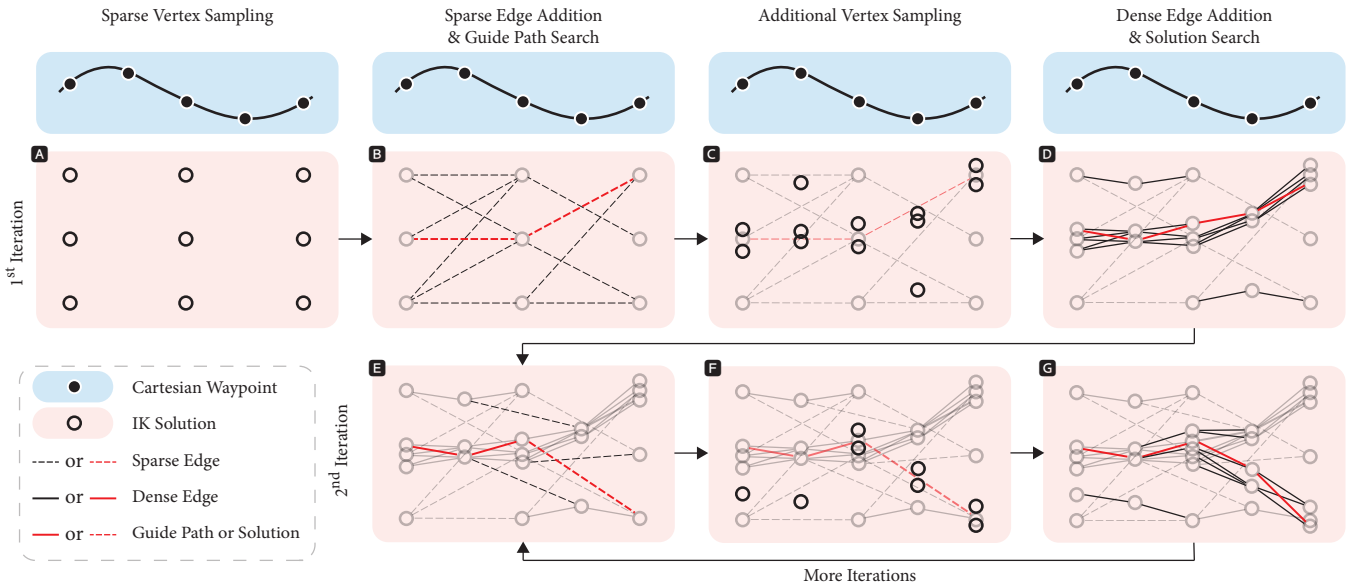 Sparse Vertex Sampling
Sparse Edge Addition
& Guide Path Search
Additional Vertex Sampling
Dense Edge Addition
& Solution Search
1st Iteration
A
B
C
D
Cartesian Waypoint
IK Solution
or Sparse Edge
or Dense Edge
or Guide Path or Solution
2nd Iteration
E
F
G
More Iterations